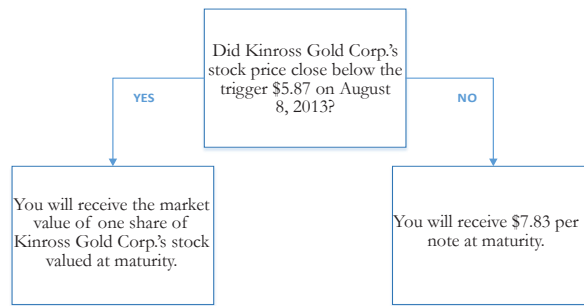 Did Kinross Gold Corp.'s
stock price close below the
trigger $5.87 on August
8, 2013?
YES
NO
You will receive the market
value of one share of
Kinross Gold Corp.'s stock
valued at maturity.
You will receive $7.83 per
note at maturity.